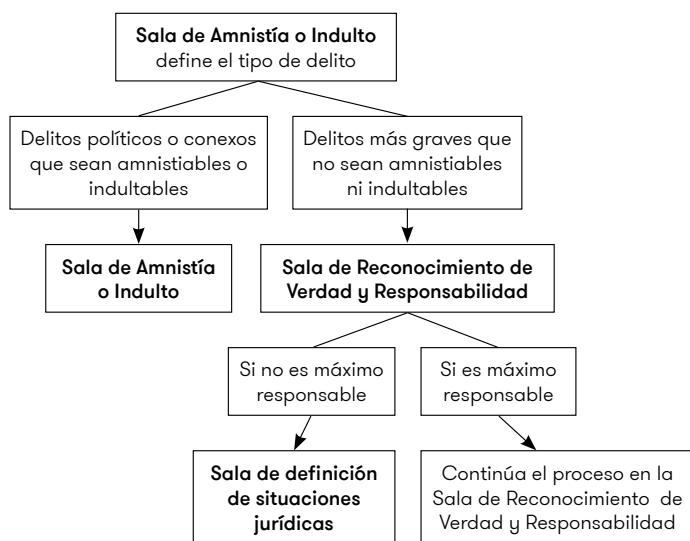 Sala de Amnistía o Indulto
define el tipo de delito
Delitos políticos o conexos
que sean amnistiables o
indultables
Delitos más graves que
no sean amnistiables
ni indultables
Sala de Amnistía
o Indulto
Sala de Reconocimiento de
Verdad y Responsabilidad
Si no es máximo
responsable
Si es máximo
responsable
Sala de definición
de situaciones
jurídicas
Continúa el proceso en la
Sala de Reconocimiento de
Verdad y Responsabilidad